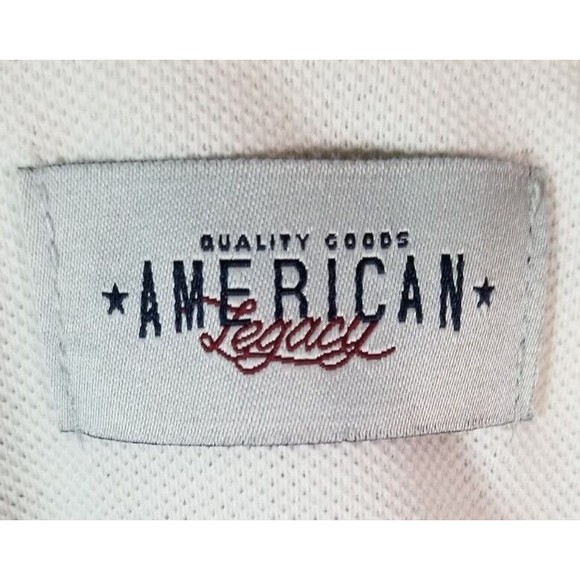 QUALITY GOODS
★ AMERICAN ★
Legacy